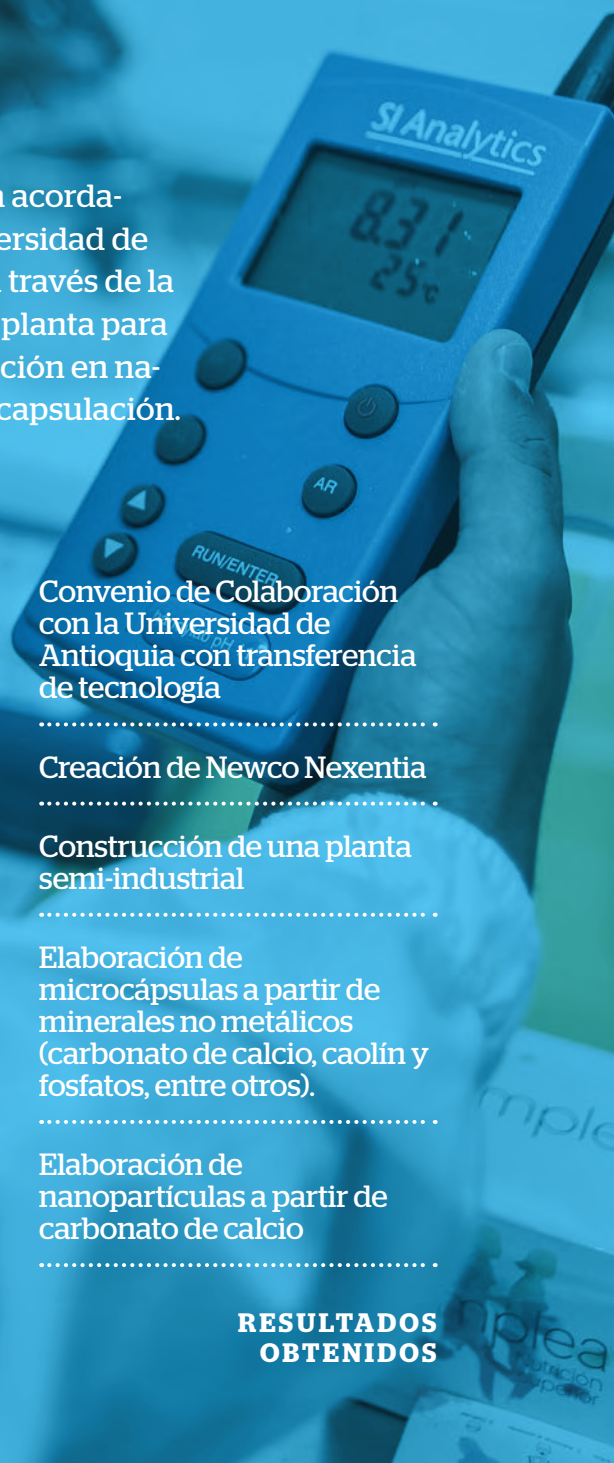 SI Analytics
8.31
25°C
n acorda-
ersidad de
a través de la
planta para
ción en na-
capsulación.
AR
RUN/ENTER
Convenio de Colaboración
con la Universidad de
Antioquia con transferencia
de tecnología
Creación de Newco Nexentia
Construcción de una planta
semi-industrial
Elaboración de
microcápsulas a partir de
minerales no metálicos
(carbonato de calcio, caolín y
fosfatos, entre otros).
Elaboración de
nanopartículas a partir de
carbonato de calcio
RESULTADOS
OBTENIDOS
mplea
Nutrición
Superior